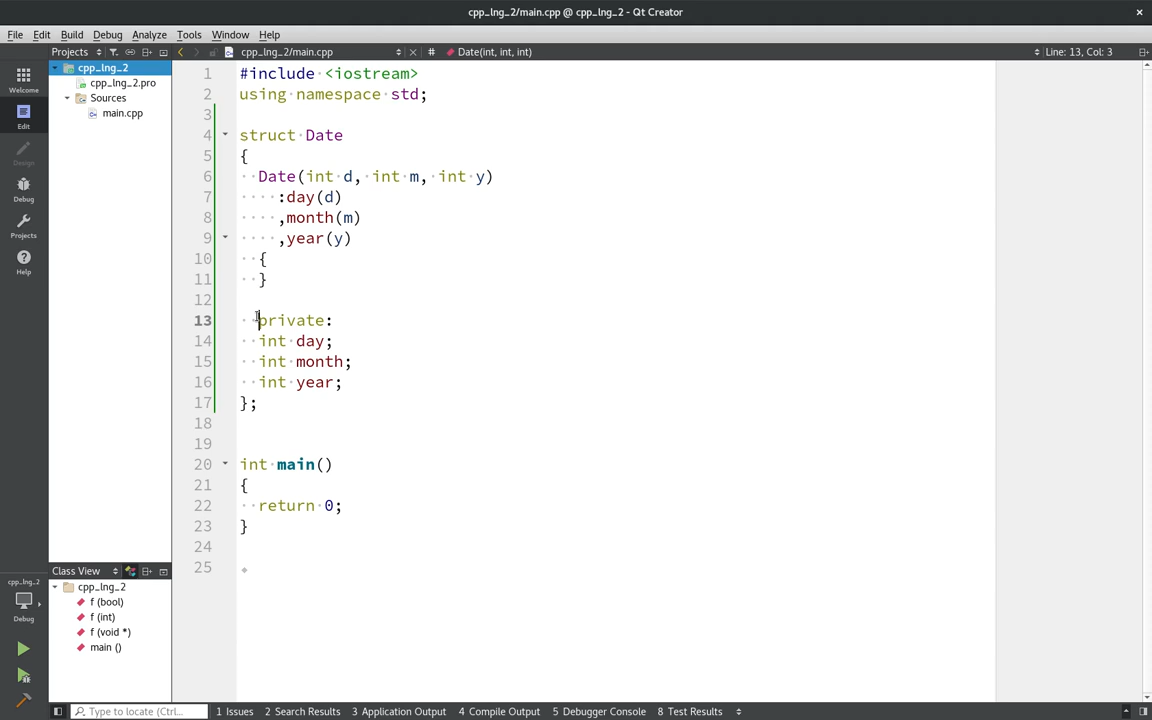 cpp_lng_2/main.cpp @ cpp_lng_2 - Qt Creator
File Edit Build Debug Analyze Tools Window Help
Projects
cpp_lng_2/main.cpp
#
Date(int, int, int)
Line: 13, Col: 3
Welcome
Edit
Design
Debug
Projects
Help
cpp_lng_2
cpp_lng_2.pro
Sources
main.cpp
1 #include <iostream>
2 using namespace std;
3
4 struct Date
5 {
6   Date(int d, int m, int y)
7     :day(d)
8     ,month(m)
9     ,year(y)
10   {
11   }
12
13   private:
14   int day;
15   int month;
16   int year;
17 };
18
19
20 int main()
21 {
22   return 0;
23 }
24
25
Class View
cpp_lng_2
f (bool)
f (int)
f (void *)
main ()
cpp_lng_2
Debug
Type to locate (Ctrl...
1 Issues 2 Search Results 3 Application Output 4 Compile Output 5 Debugger Console 8 Test Results